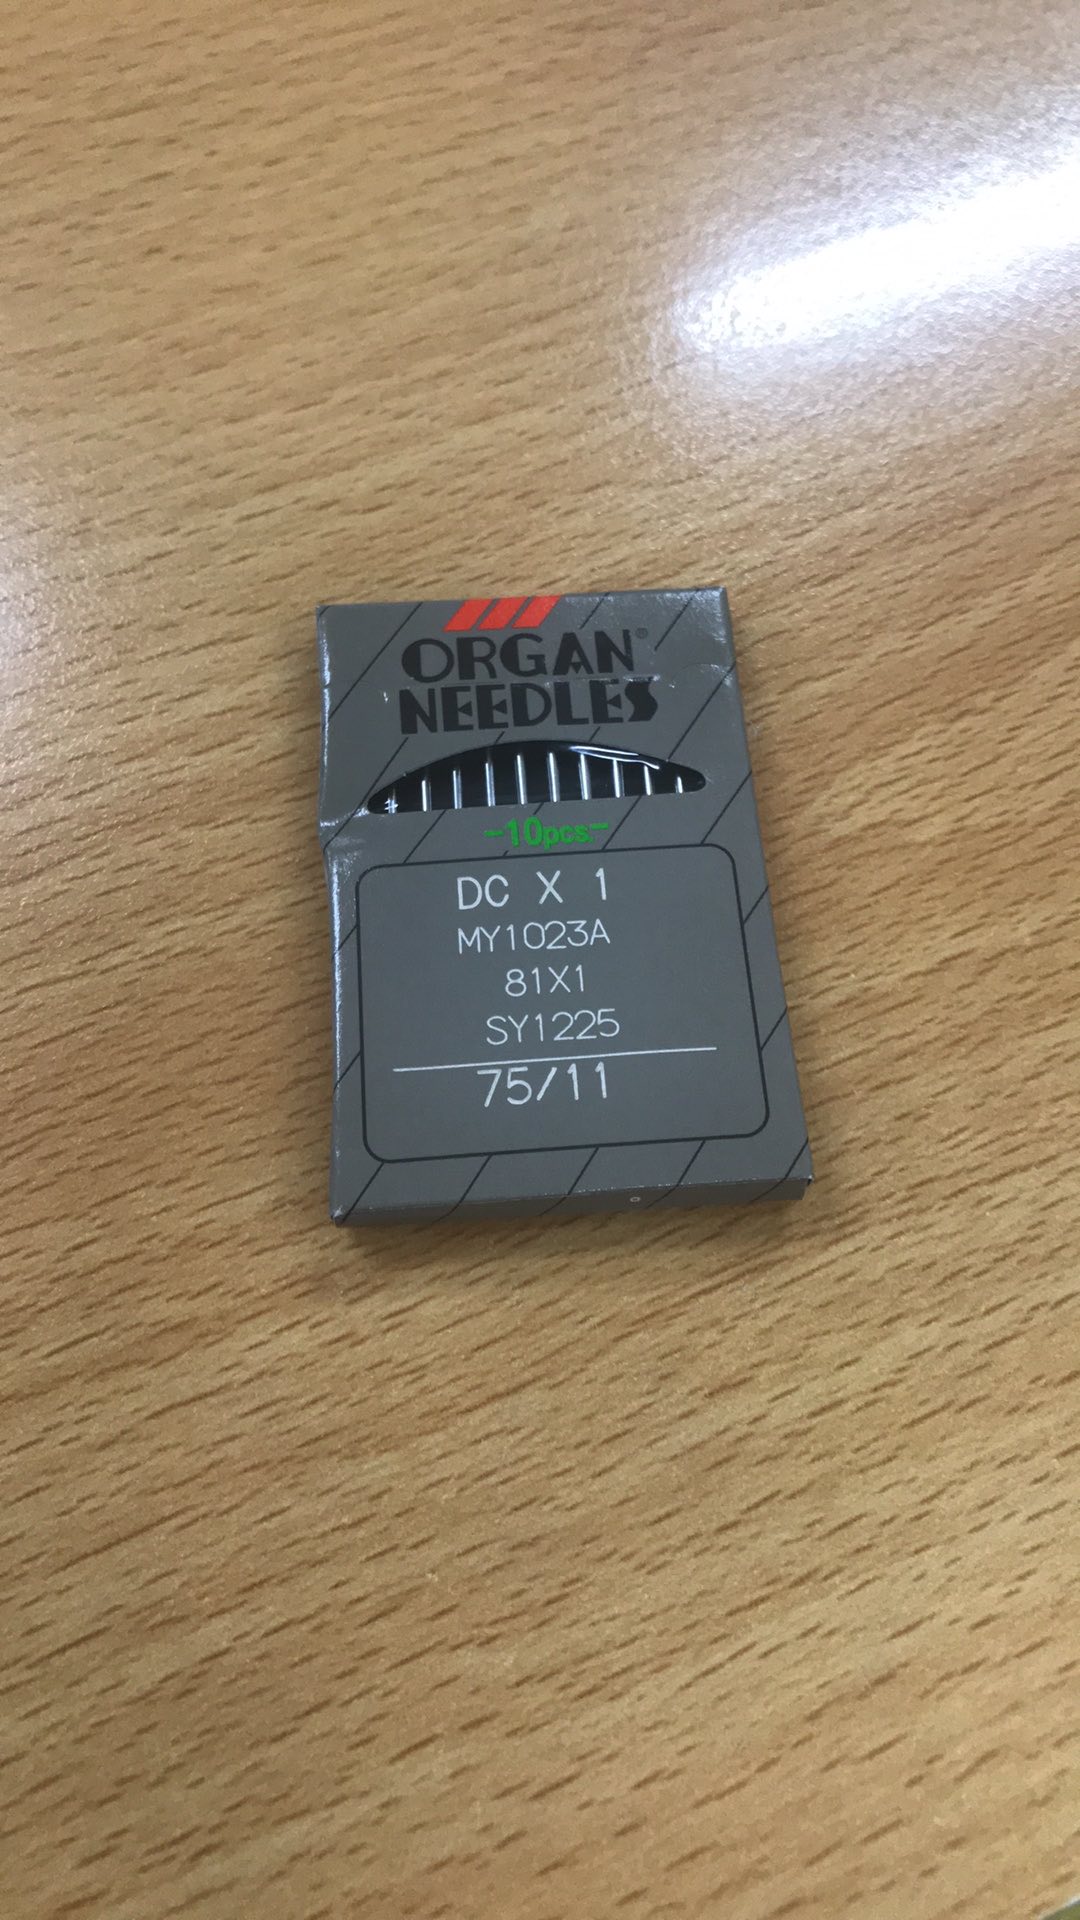 ORGAN®
NEEDLES
-10pcs.-
DC X 1
MY1023A
81X1
SY1225
75/11